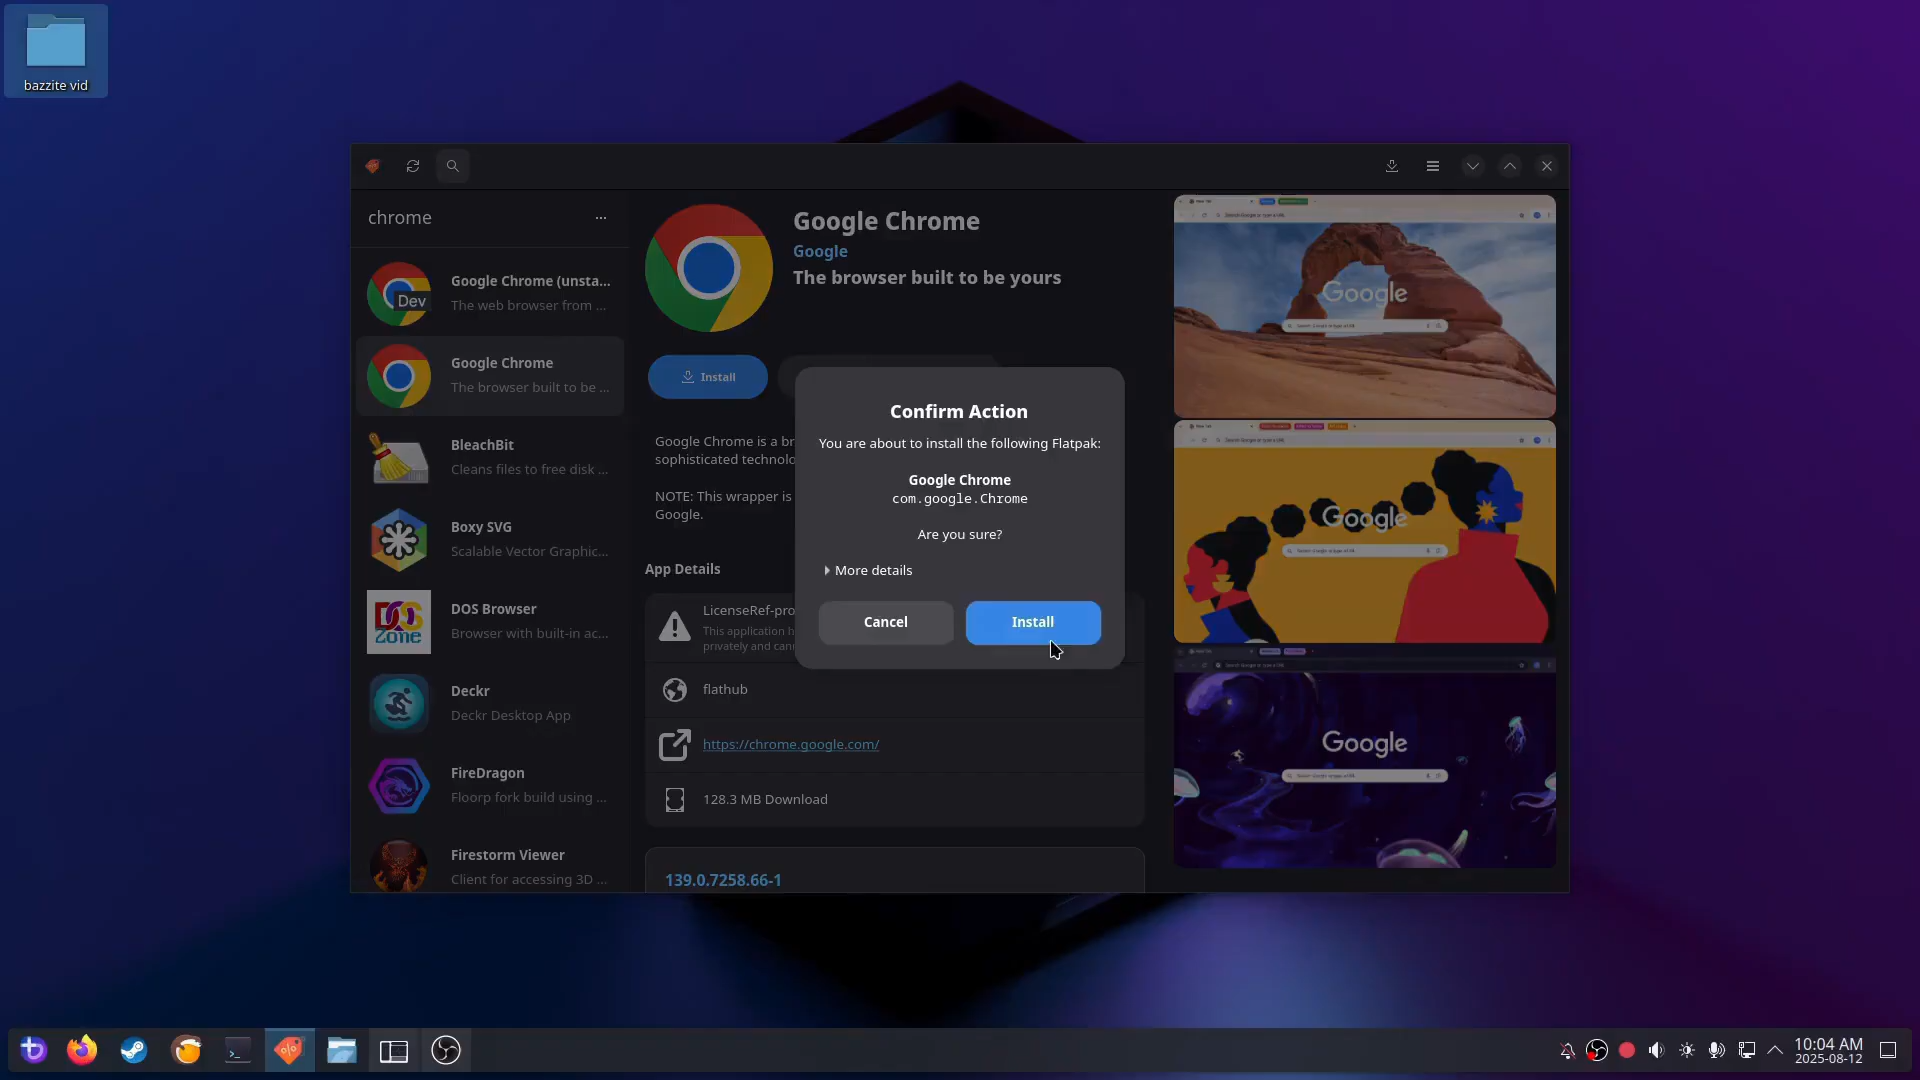 bazzite vid
chrome
Google Chrome (unsta...
The web browser from ...
Dev
Google Chrome
The browser built to be ...
BleachBit
Cleans files to free disk ...
Boxy SVG
Scalable Vector Graphic...
DOS Browser
Browser with built-in ac...
DOS
Zone
Deckr
Deckr Desktop App
FireDragon
Floorp fork build using ...
Firestorm Viewer
Client for accessing 3D ...
Google Chrome
Google
The browser built to be yours
Install
Google Chrome is a br
sophisticated technolo
NOTE: This wrapper is
Google.
App Details
LicenseRef-pro
This application h
privately and can
flathub
https://chrome.google.com/
128.3 MB Download
139.0.7258.66-1
Confirm Action
You are about to install the following Flatpak:
Google Chrome
com.google.Chrome
Are you sure?
More details
Cancel
Install
Google
Google
Google
10:04 AM
2025-08-12